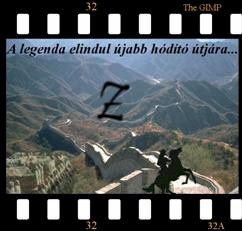 32 The GIMP
A legenda elindul újabb hódító útjára...
Z
32 32A